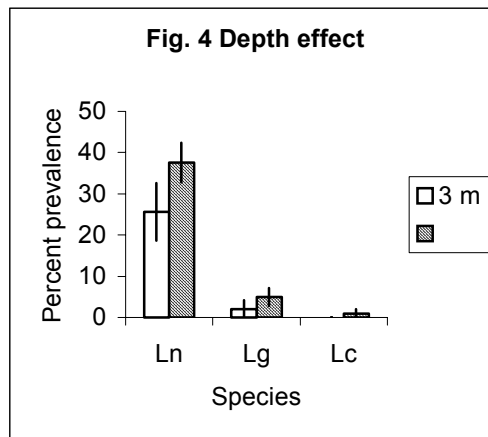 Fig. 4 Depth effect
Percent prevalence
50
40
30
20
10
0
Ln Lg Lc
Species
3 m